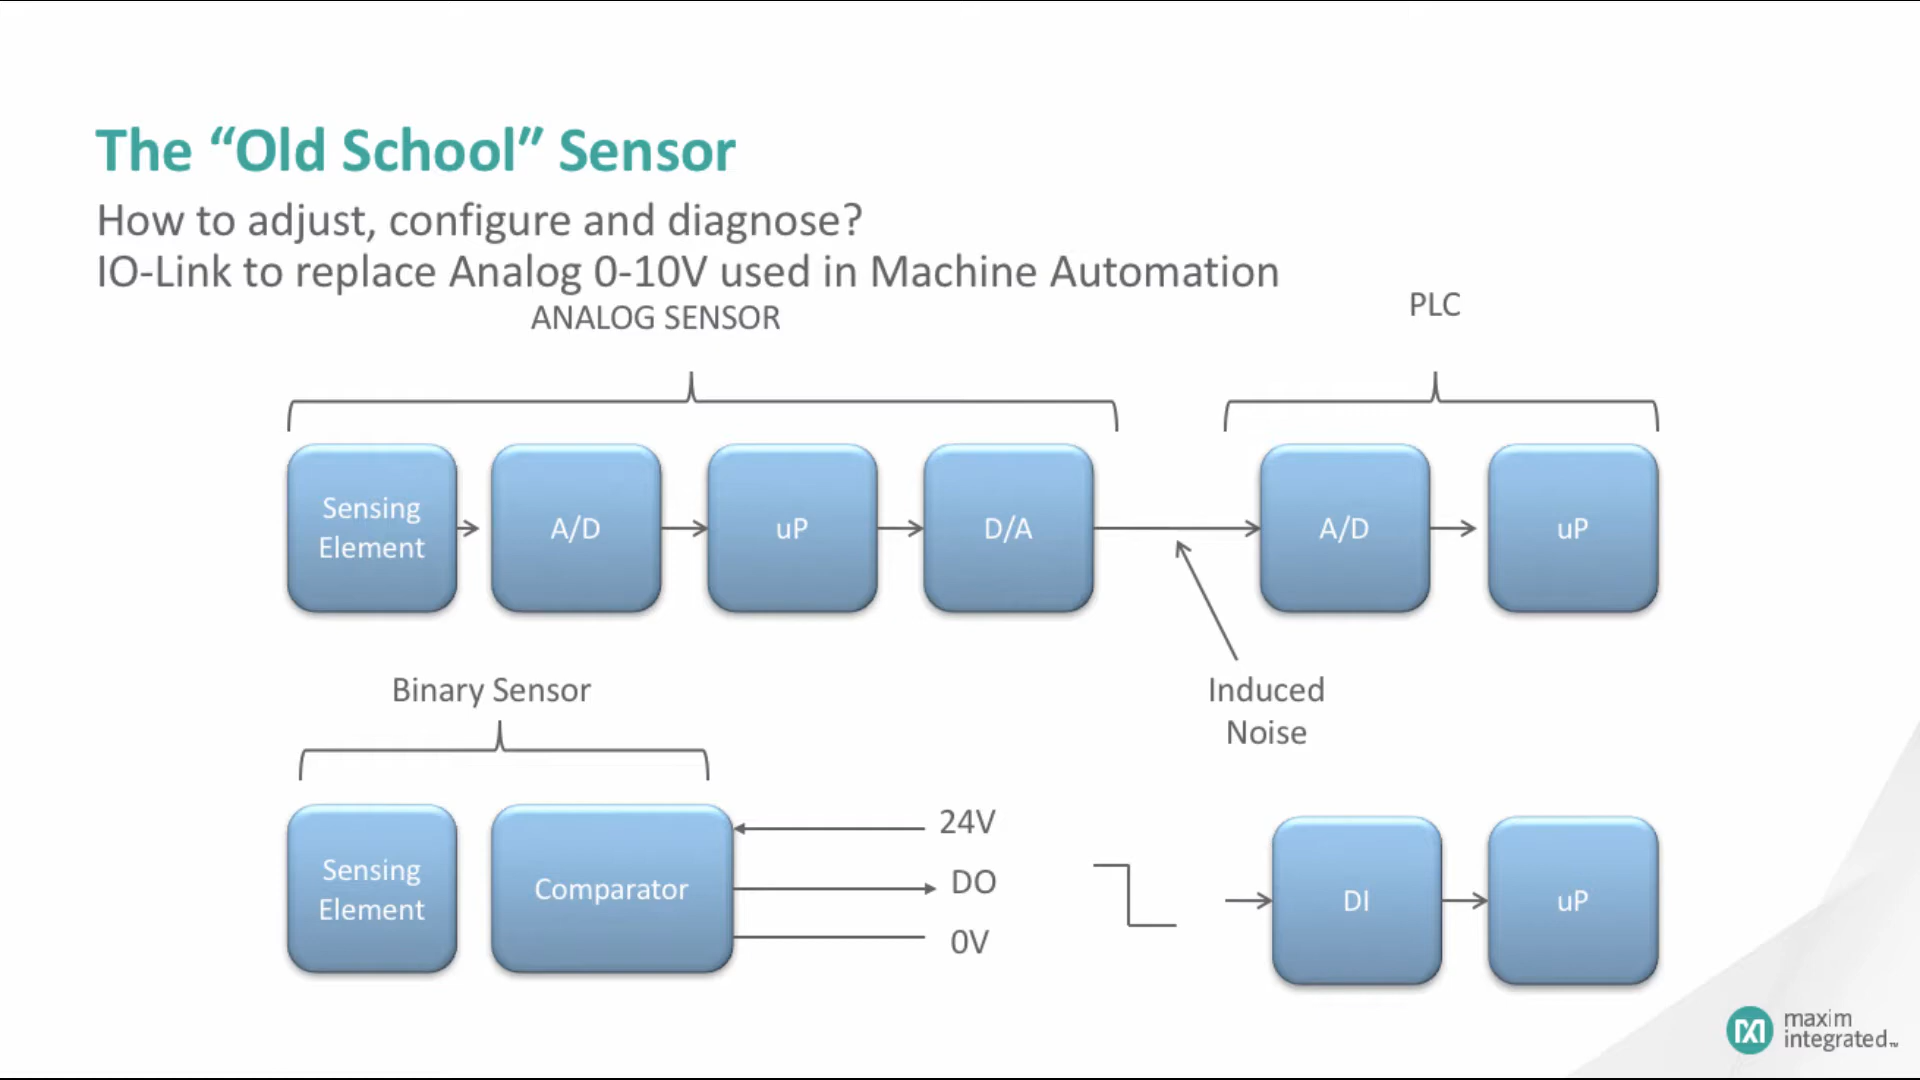 The “Old School” Sensor
How to adjust, configure and diagnose?
IO-Link to replace Analog 0-10V used in Machine Automation
ANALOG SENSOR
PLC
Sensing
Element
A/D
uP
D/A
A/D
uP
Binary Sensor
Induced
Noise
Sensing
Element
Comparator
24V
DO
0V
DI
uP
maxim
integrated™